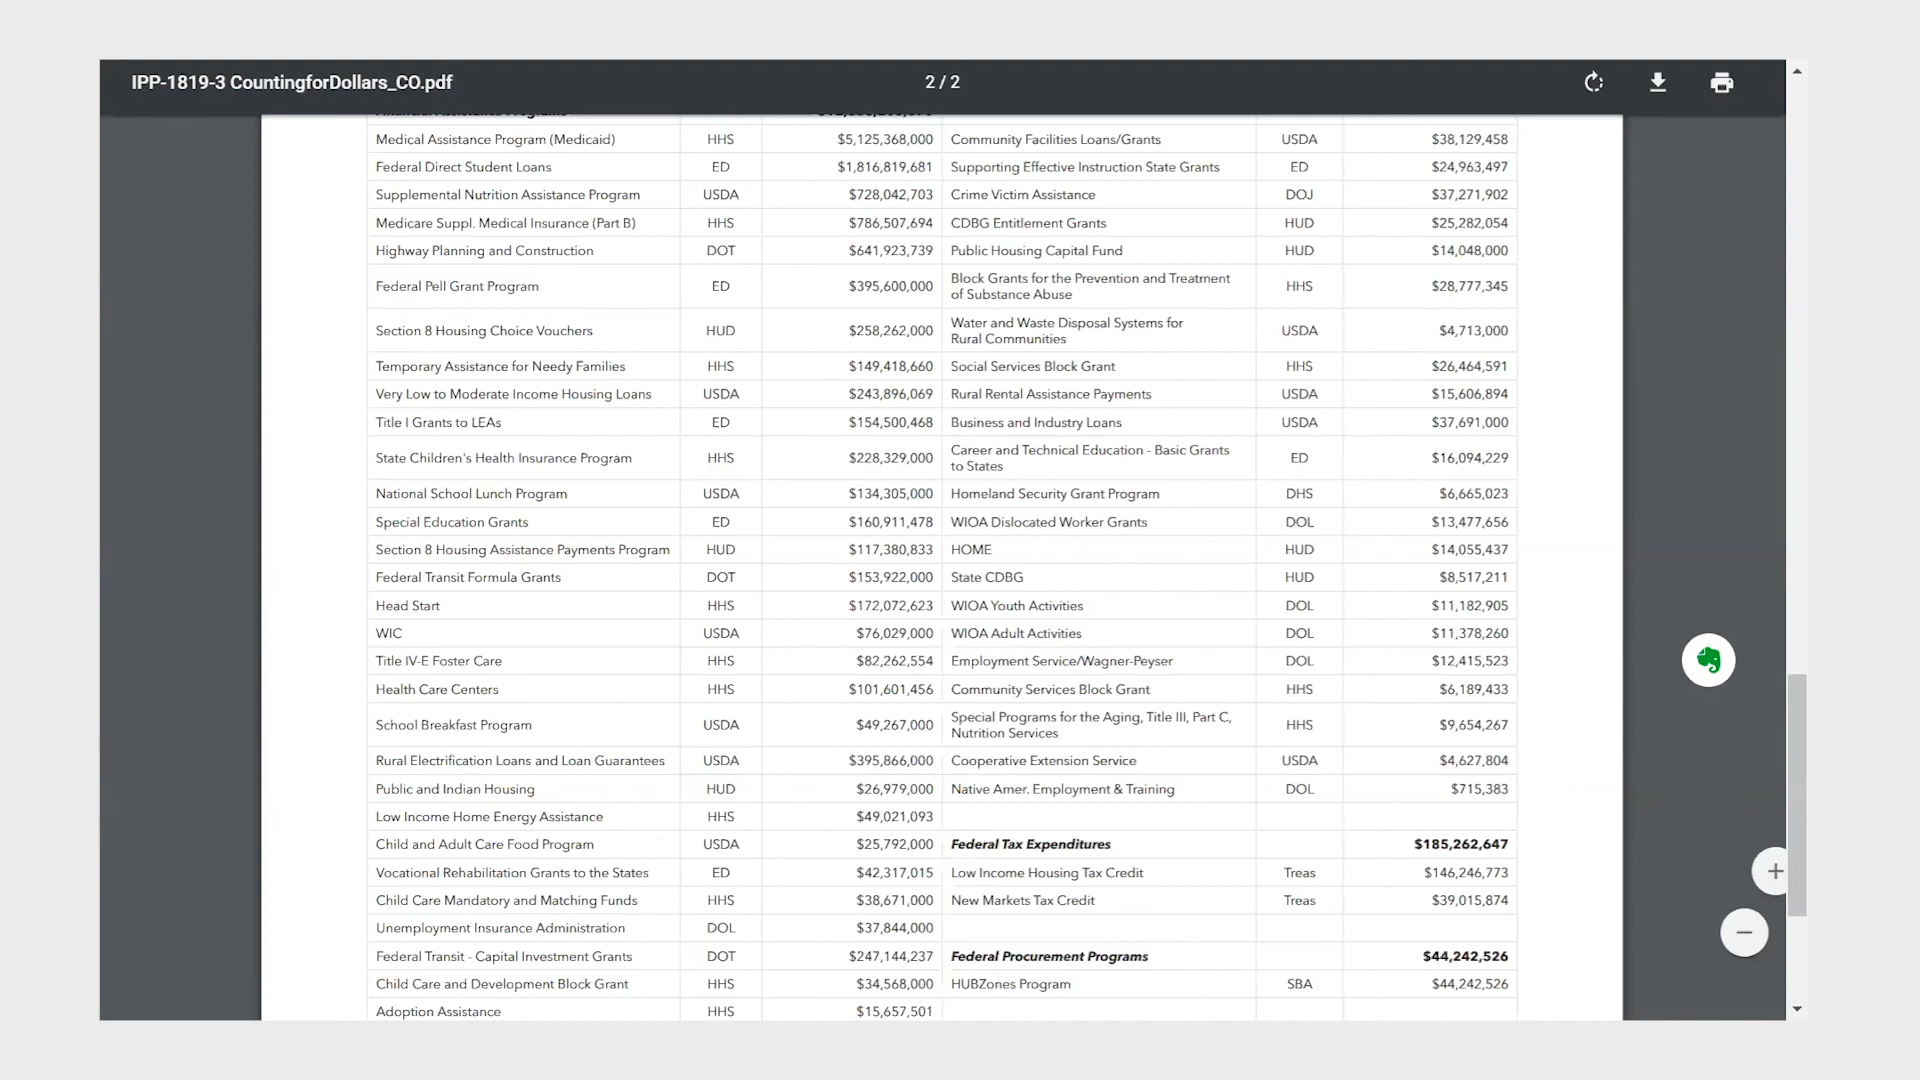 IPP-1819-3 CountingforDollars_CO.pdf 2 / 2
Medical Assistance Program (Medicaid) HHS $5,125,368,000 Community Facilities Loans/Grants USDA $38,129,458
Federal Direct Student Loans ED $1,816,819,681 Supporting Effective Instruction State Grants ED $24,963,497
Supplemental Nutrition Assistance Program USDA $728,042,703 Crime Victim Assistance DOJ $37,271,902
Medicare Suppl. Medical Insurance (Part B) HHS $786,507,694 CDBG Entitlement Grants HUD $25,282,054
Highway Planning and Construction DOT $641,923,739 Public Housing Capital Fund HUD $14,048,000
Federal Pell Grant Program ED $395,600,000 Block Grants for the Prevention and Treatment
of Substance Abuse HHS $28,777,345
Section 8 Housing Choice Vouchers HUD $258,262,000 Water and Waste Disposal Systems for
Rural Communities USDA $4,713,000
Temporary Assistance for Needy Families HHS $149,418,660 Social Services Block Grant HHS $26,464,591
Very Low to Moderate Income Housing Loans USDA $243,896,069 Rural Rental Assistance Payments USDA $15,606,894
Title I Grants to LEAs ED $154,500,468 Business and Industry Loans USDA $37,691,000
State Children's Health Insurance Program HHS $228,329,000 Career and Technical Education - Basic Grants
to States ED $16,094,229
National School Lunch Program USDA $134,305,000 Homeland Security Grant Program DHS $6,665,023
Special Education Grants ED $160,911,478 WIOA Dislocated Worker Grants DOL $13,477,656
Section 8 Housing Assistance Payments Program HUD $117,380,833 HOME HUD $14,055,437
Federal Transit Formula Grants DOT $153,922,000 State CDBG HUD $8,517,211
Head Start HHS $172,072,623 WIOA Youth Activities DOL $11,182,905
WIC USDA $76,029,000 WIOA Adult Activities DOL $11,378,260
Title IV-E Foster Care HHS $82,262,554 Employment Service/Wagner-Peyser DOL $12,415,523
Health Care Centers HHS $101,601,456 Community Services Block Grant HHS $6,189,433
School Breakfast Program USDA $49,267,000 Special Programs for the Aging, Title III, Part C,
Nutrition Services HHS $9,654,267
Rural Electrification Loans and Loan Guarantees USDA $395,866,000 Cooperative Extension Service USDA $4,627,804
Public and Indian Housing HUD $26,979,000 Native Amer. Employment & Training DOL $715,383
Low Income Home Energy Assistance HHS $49,021,093
Child and Adult Care Food Program USDA $25,792,000 Federal Tax Expenditures $185,262,647
Vocational Rehabilitation Grants to the States ED $42,317,015 Low Income Housing Tax Credit Treas $146,246,773
Child Care Mandatory and Matching Funds HHS $38,671,000 New Markets Tax Credit Treas $39,015,874
Unemployment Insurance Administration DOL $37,844,000
Federal Transit - Capital Investment Grants DOT $247,144,237 Federal Procurement Programs $44,242,526
Child Care and Development Block Grant HHS $34,568,000 HUBZones Program SBA $44,242,526
Adoption Assistance HHS $15,657,501